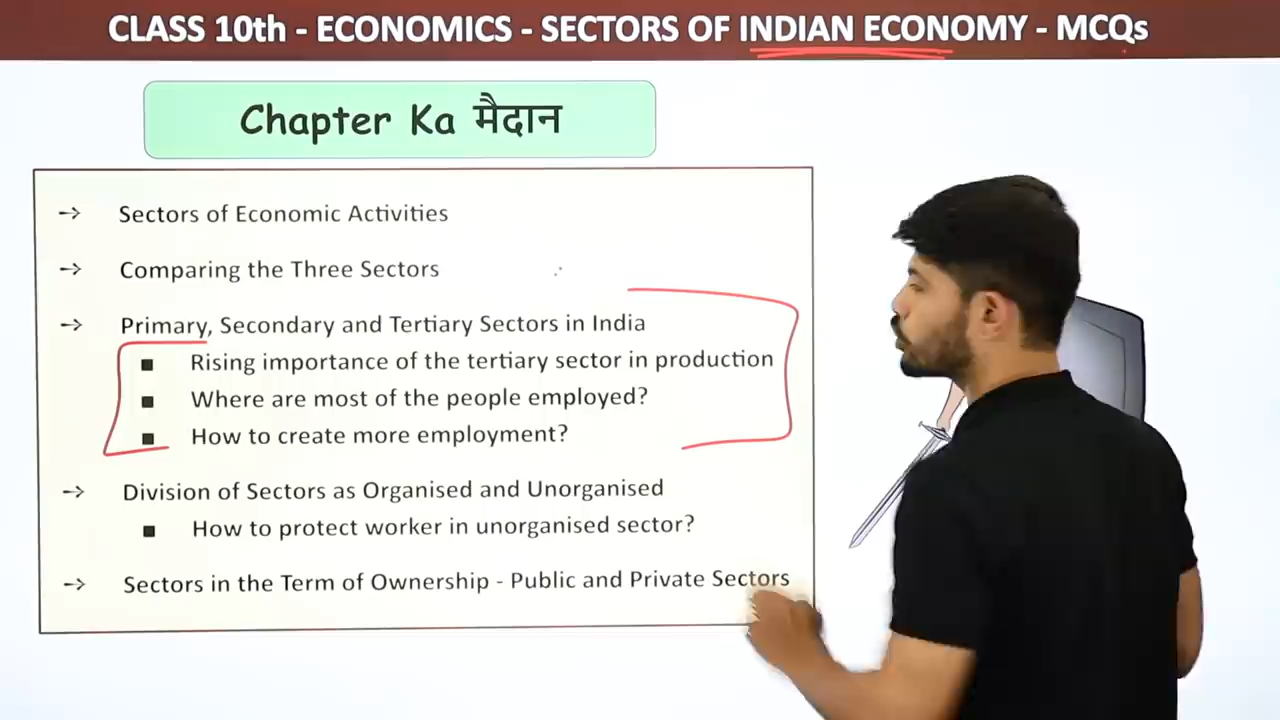 CLASS 10th - ECONOMICS - SECTORS OF INDIAN ECONOMY - MCQs
Chapter Ka मैदान
-> Sectors of Economic Activities
-> Comparing the Three Sectors
-> Primary, Secondary and Tertiary Sectors in India
■ Rising importance of the tertiary sector in production
■ Where are most of the people employed?
■ How to create more employment?
-> Division of Sectors as Organised and Unorganised
■ How to protect worker in unorganised sector?
-> Sectors in the Term of Ownership - Public and Private Sectors